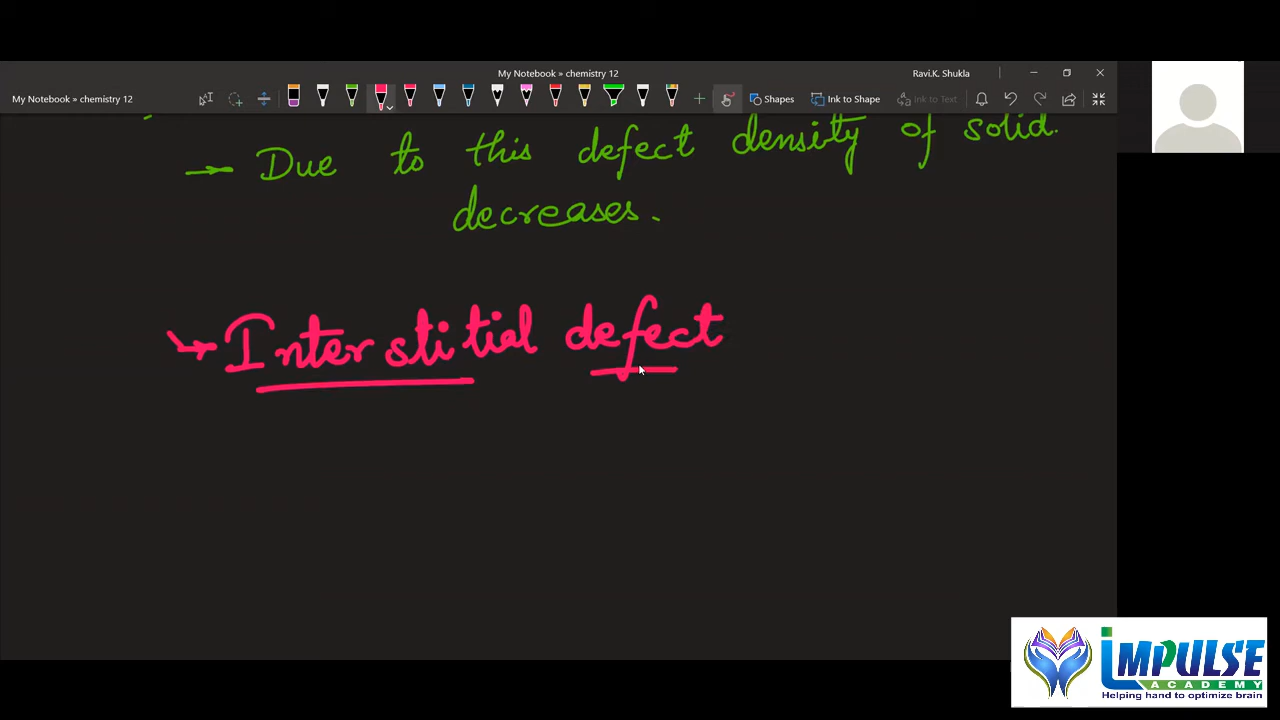 My Notebook » chemistry 12
Ravi.K. Shukla
My Notebook » chemistry 12
Shapes
Ink to Shape
Ink to Text
→ Due to this defect density of solid.
decreases.
→ Interstitial defect
iMPULSE
ACADEMY
Helping hand to optimize brain